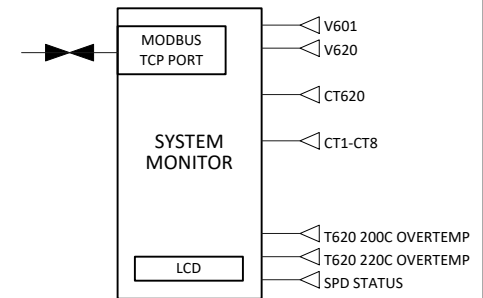 MODBUS
TCP PORT
V601
V620
CT620
SYSTEM
MONITOR
CT1-CT8
T620 200C OVERTEMP
T620 220C OVERTEMP
LCD
SPD STATUS